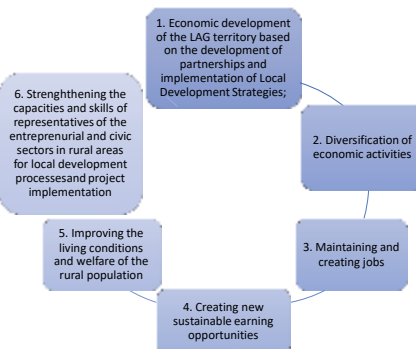 1. Economic development
of the LAG territory based
on the development of
partnerships and
implementation of Local
Development Strategies;
2. Diversification of
economic activities
3. Maintaining and
creating jobs
4. Creating new
sustainable earning
opportunities
5. Improving the
living conditions
and welfare of the
rural population
6. Strenghthening the
capacities and skills of
representatives of the
entreprenurial and civic
sectors in rural areas
for local development
processesand project
implementation